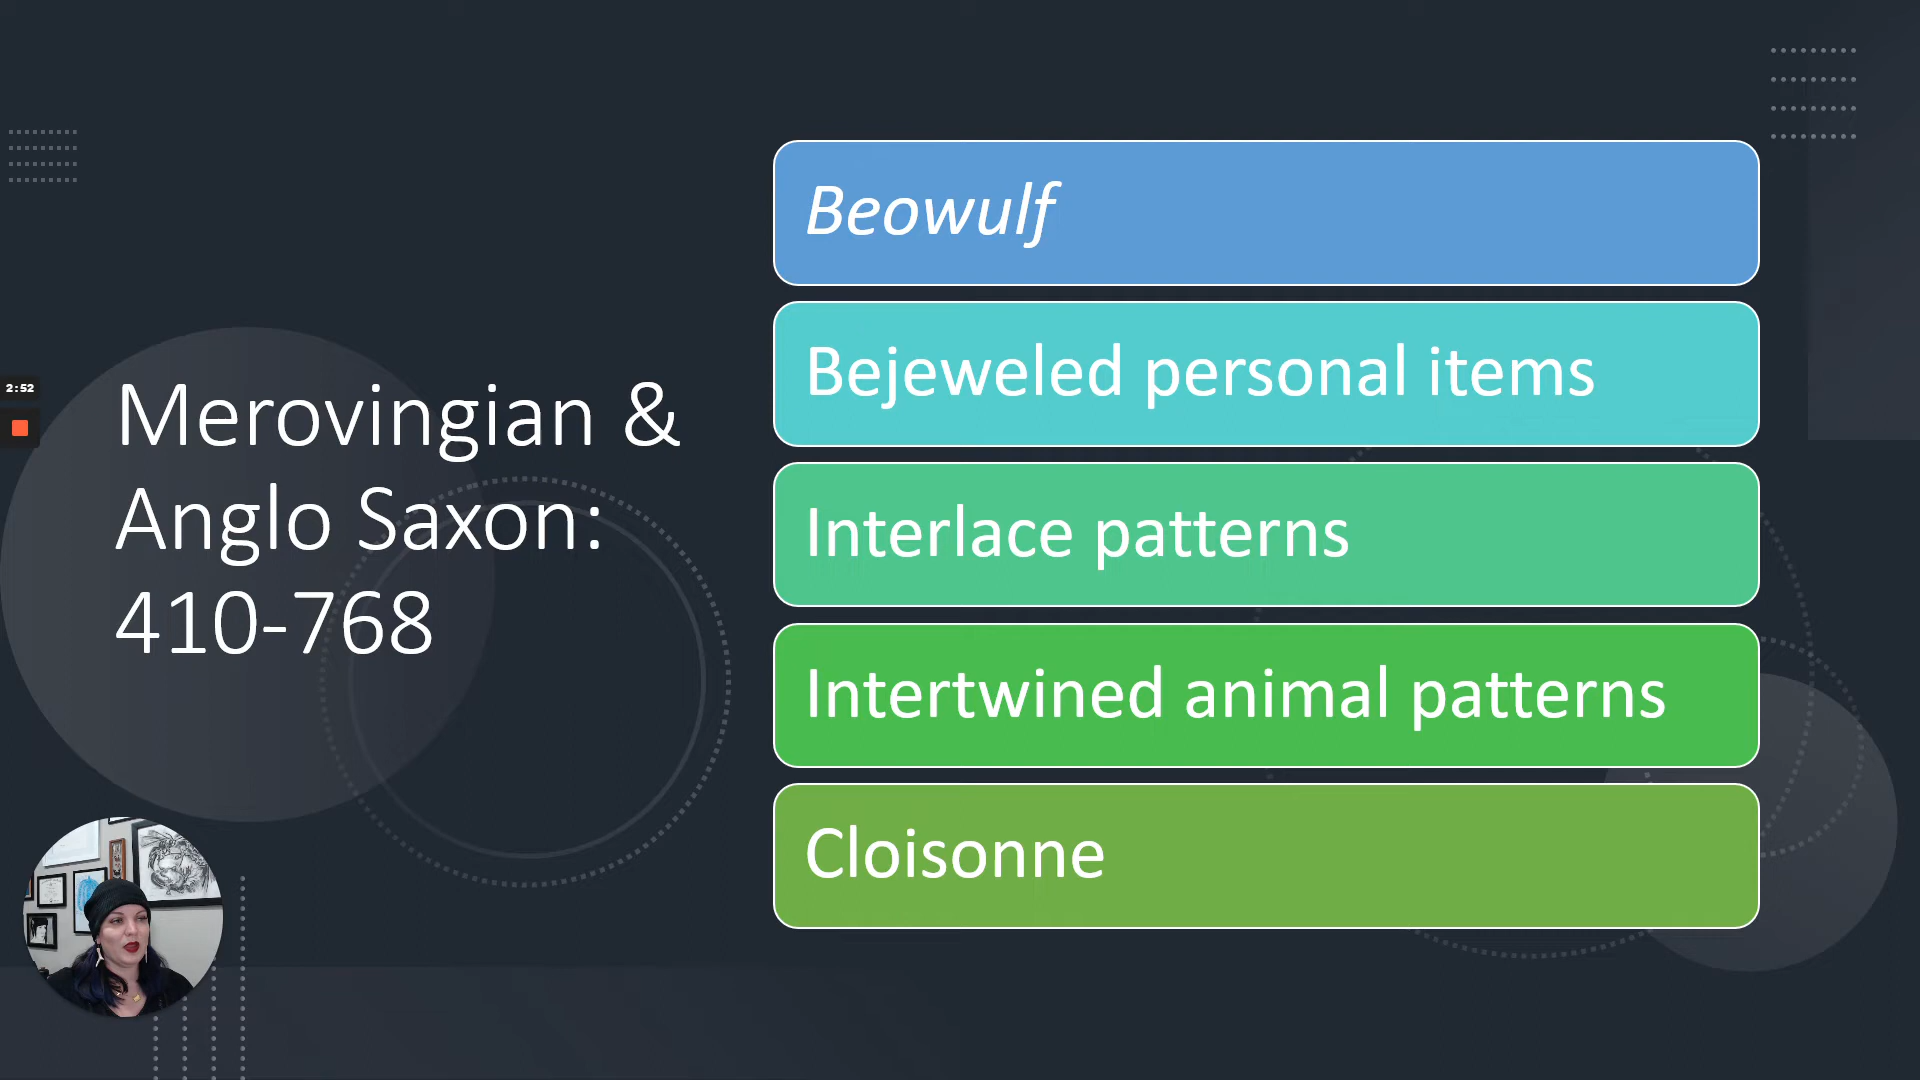 2:52
Merovingian &
Anglo Saxon:
410-768
Beowulf
Bejeweled personal items
Interlace patterns
Intertwined animal patterns
Cloisonne